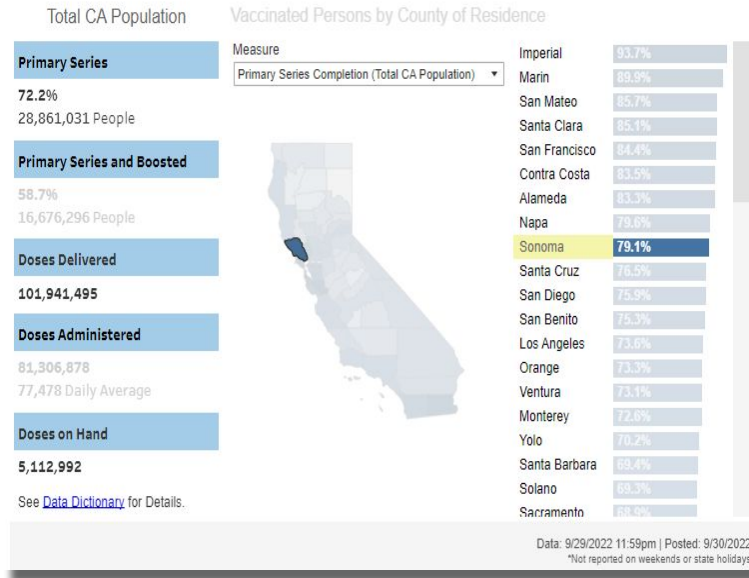 Total CA Population
Vaccinated Persons by County of Residence
Primary Series
72.2%
28,861,031 People
Primary Series and Boosted
58.7%
16,676,296 People
Doses Delivered
101,941,495
Doses Administered
81,306,878
77,478 Daily Average
Doses on Hand
5,112,992
See Data Dictionary for Details.
Measure
Primary Series Completion (Total CA Population)
Imperial 93.7%
Marin 89.9%
San Mateo 85.7%
Santa Clara 85.1%
San Francisco 84.4%
Contra Costa 83.5%
Alameda 83.3%
Napa 79.6%
Sonoma 79.1%
Santa Cruz 76.5%
San Diego 75.9%
San Benito 75.3%
Los Angeles 73.6%
Orange 73.3%
Ventura 73.1%
Monterey 72.6%
Yolo 70.2%
Santa Barbara 69.4%
Solano 69.3%
Sacramento 68.9%
Data: 9/29/2022 11:59pm | Posted: 9/30/2022
*Not reported on weekends or state holidays